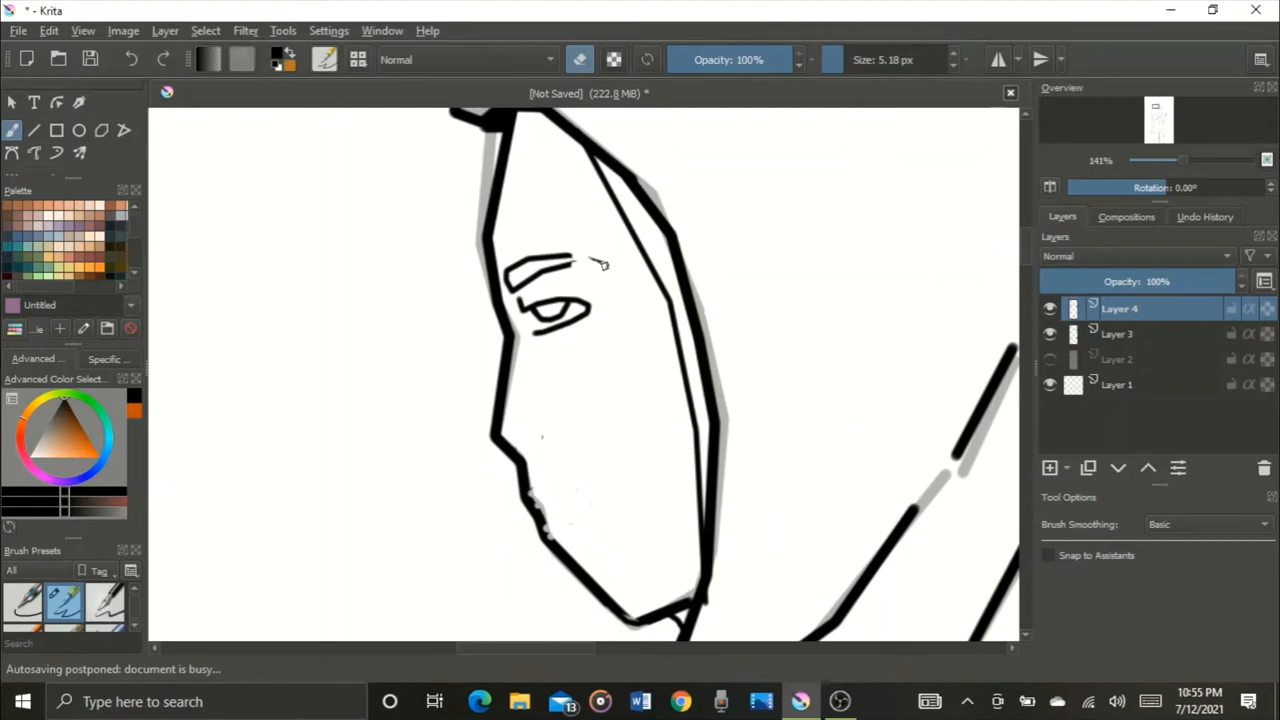 * - Krita
File Edit View Image Layer Select Filter Tools Settings Window Help
Normal Opacity: 100% Size: 5.18 px
[Not Saved] (222.8 MiB) *
Overview
141%
Rotation: 0.00°
Layers Compositions Undo History
Layers
Normal
Opacity: 100%
Layer 4
Layer 3
Layer 2
Layer 1
Tool Options
Brush Smoothing: Basic
Snap to Assistants
Palette
Untitled ...ie
Advanced ... Specific ...
Advanced Color Select...
Brush Presets
All Tag
Search
Autosaving postponed: document is busy...
Type here to search
13
10:55 PM
7/12/2021